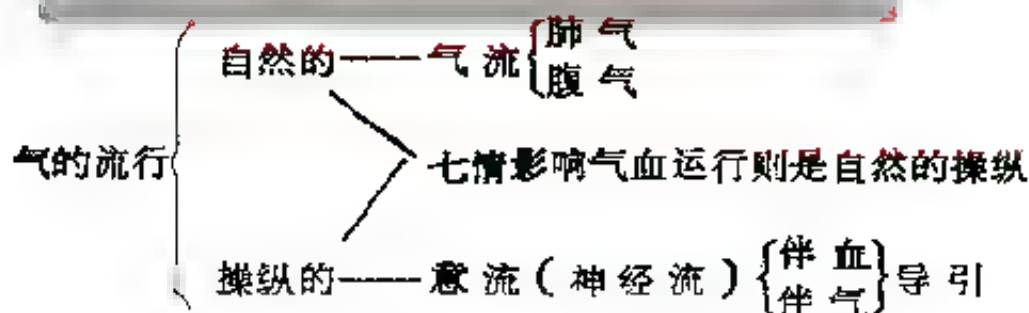 自然的——气流{肺气
腹气
气的流行{
七情影响气血运行则是自然的操纵
操纵的——意流(神经流){伴血}导引
伴气